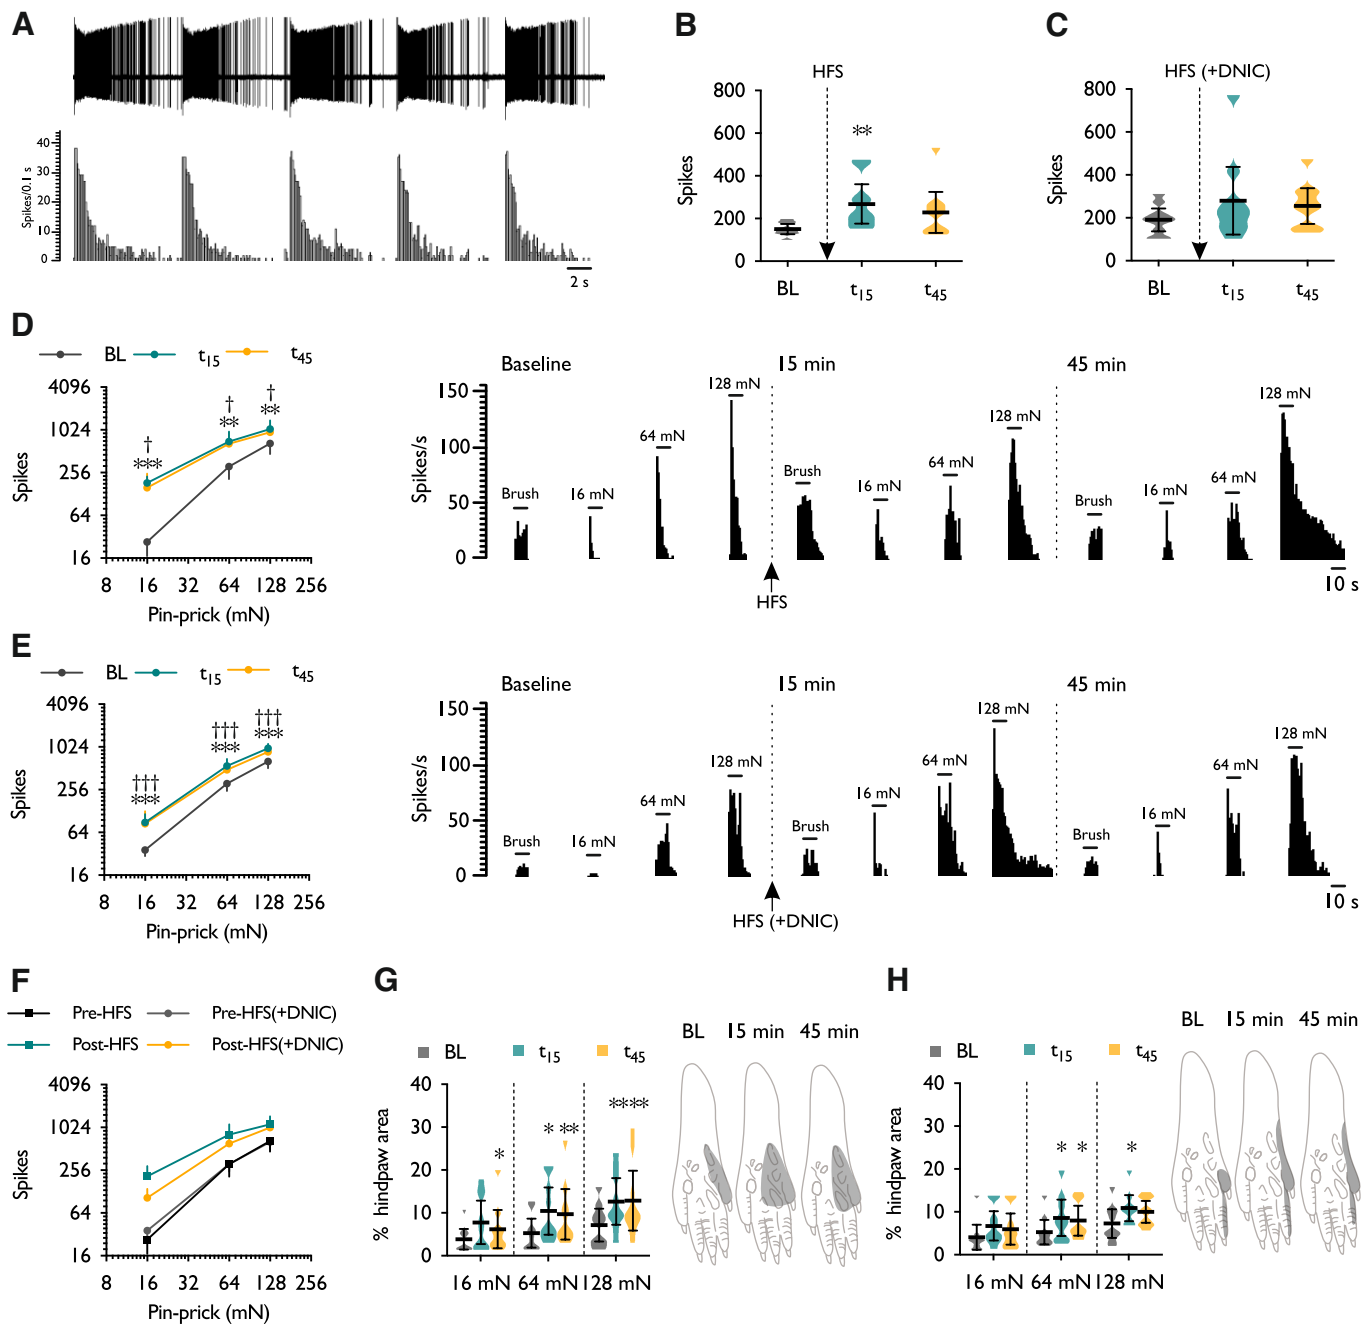 A
Spikes/0.1 s
40
30
20
10
0
2 s
B
HFS
Spikes
800
600
400
200
0
**
BL t15 t45
C
HFS (+DNIC)
Spikes
800
600
400
200
0
BL t15 t45
D
BL t15 t45
Spikes
4096
1024
256
64
16
†
***
†
**
†
**
8 16 32 64 128 256
Pin-prick (mN)
Baseline 15 min 45 min
Spikes/s
150
100
50
0
Brush 16 mN 64 mN 128 mN
Brush 16 mN 64 mN 128 mN
Brush 16 mN 64 mN 128 mN
HFS
10 s
E
BL t15 t45
Spikes
4096
1024
256
64
16
†††
***
†††
***
†††
***
8 16 32 64 128 256
Pin-prick (mN)
Baseline 15 min 45 min
Spikes/s
150
100
50
0
Brush 16 mN 64 mN 128 mN
Brush 16 mN 64 mN 128 mN
Brush 16 mN 64 mN 128 mN
HFS (+DNIC)
10 s
F
Pre-HFS Pre-HFS(+DNIC)
Post-HFS Post-HFS(+DNIC)
Spikes
4096
1024
256
64
16
8 16 32 64 128 256
Pin-prick (mN)
G
BL t15 t45
% hindpaw area
40
30
20
10
0
* * ** ****
16 mN 64 mN 128 mN
BL 15 min 45 min
H
BL t15 t45
% hindpaw area
40
30
20
10
0
* * *
16 mN 64 mN 128 mN
BL 15 min 45 min